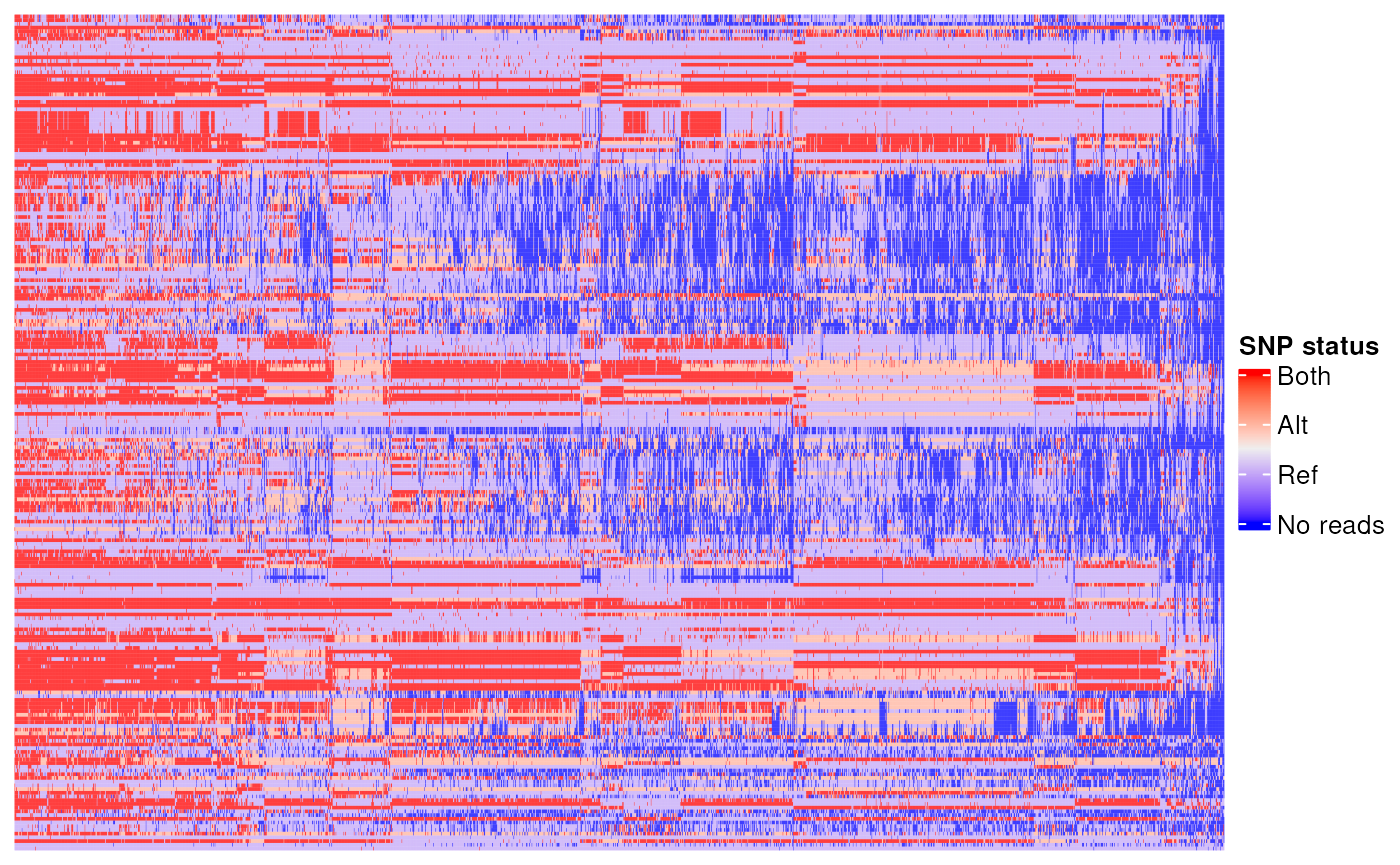 SNP status
Both
Alt
Ref
No reads